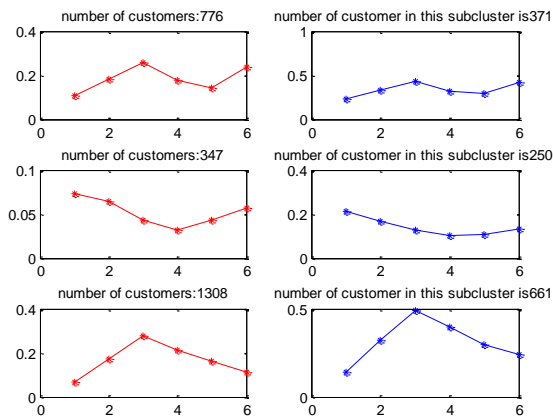 number of customers:776
0.4
0.2
0
0 2 4 6
number of customer in this subcluster is371
1
0.5
0
0 2 4 6
number of customers:347
0.1
0.05
0
0 2 4 6
number of customer in this subcluster is250
0.4
0.2
0
0 2 4 6
number of customers:1308
0.4
0.2
0
0 2 4 6
number of customer in this subcluster is661
0.5
0
0 2 4 6